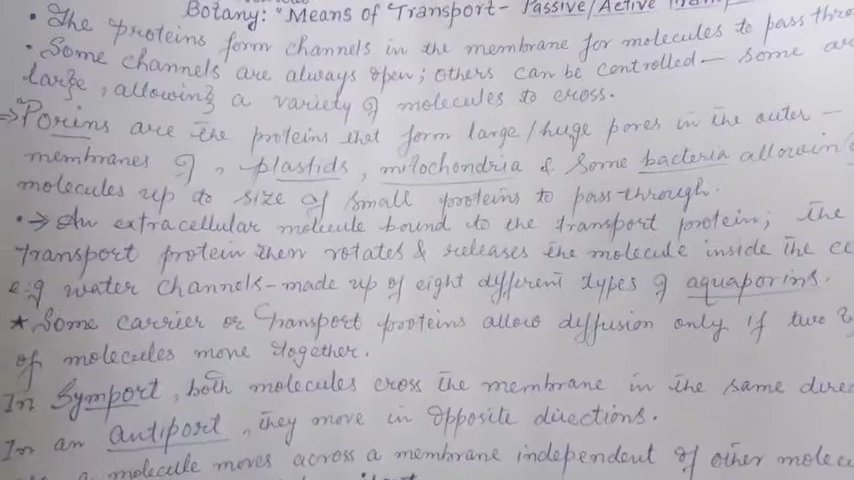 Botany: "Means of Transport - Passive/Active
• The proteins form channels in the membrane for molecules to pass thro
• Some channels are always open; others can be controlled — some are
large, allowing a variety of molecules to cross.
⇒ Porins are the proteins that form large/huge pores in the outer —
membranes of, plastids, mitochondria & some bacteria allowin
molecules up to size of small proteins to pass through.
• → An extracellular molecule bound to the transport protein; the
transport protein then rotates & releases the molecule inside the ce
e.g water channels - made up of eight different types of aquaporins.
★ Some carrier or Transport proteins allow diffusion only if two
of molecules move together.
In Symport, both molecules cross the membrane in the same direc
In an antiport, they move in opposite directions.
a molecule moves across a membrane independent of other molecu